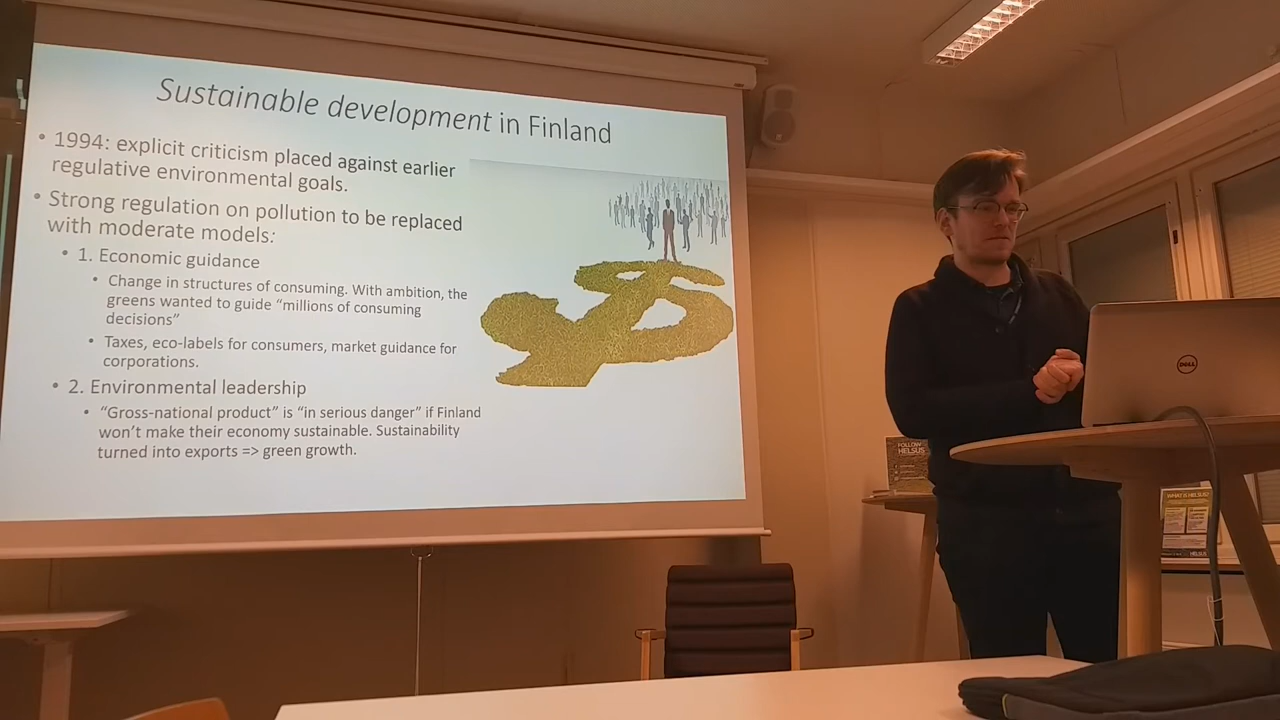 Sustainable development in Finland
• 1994: explicit criticism placed against earlier
regulative environmental goals.
• Strong regulation on pollution to be replaced
with moderate models:
• 1. Economic guidance
• Change in structures of consuming. With ambition, the
greens wanted to guide “millions of consuming
decisions”
• Taxes, eco-labels for consumers, market guidance for
corporations.
• 2. Environmental leadership
• “Gross-national product” is “in serious danger” if Finland
won’t make their economy sustainable. Sustainability
turned into exports => green growth.
DELL
FOLLOW
HELSUS
WHAT IS HELSUS?
HELSUS